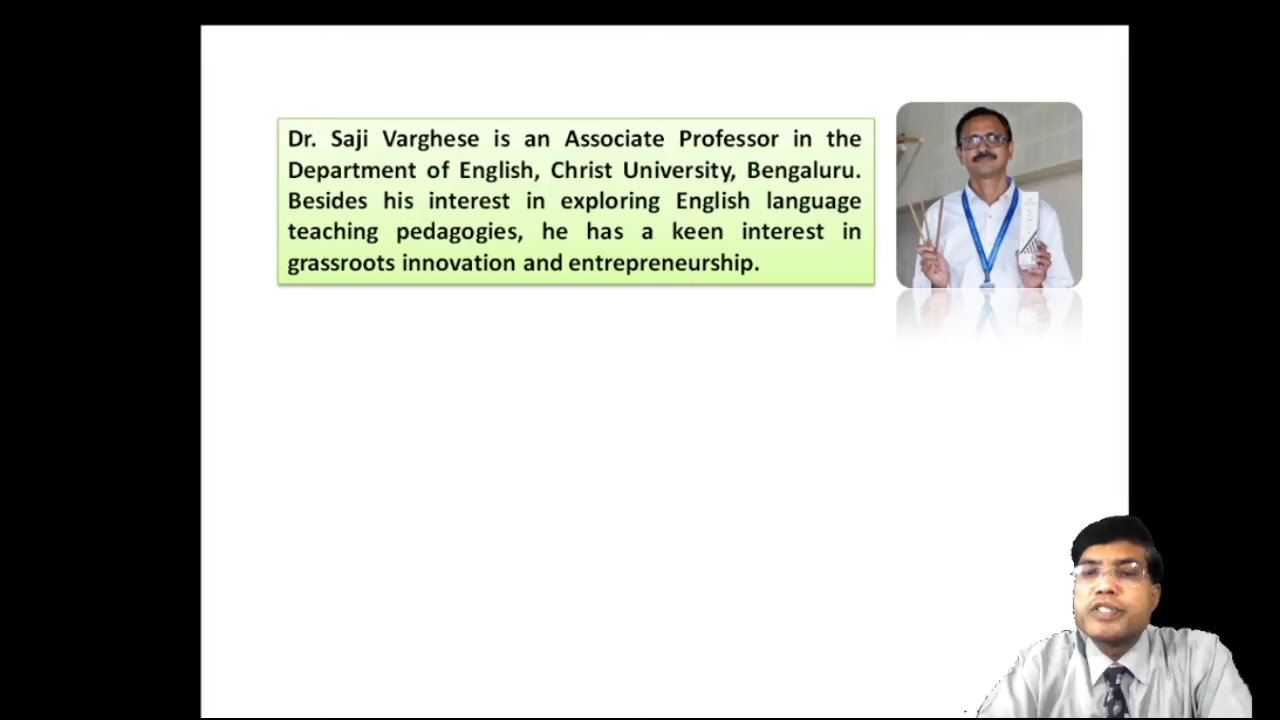 Dr. Saji Varghese is an Associate Professor in the
Department of English, Christ University, Bengaluru.
Besides his interest in exploring English language
teaching pedagogies, he has a keen interest in
grassroots innovation and entrepreneurship.